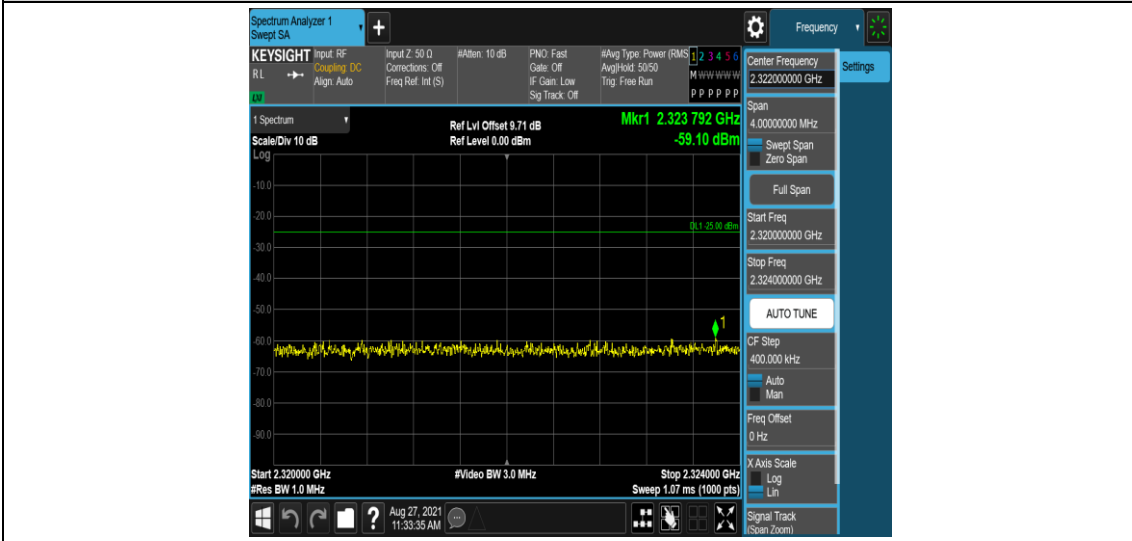 Spectrum Analyzer 1
Swept SA
+
Frequency
KEYSIGHT
RL
Input: RF
Coupling: DC
Align: Auto
Input Z: 50 Ω
Corrections: Off
Freq Ref: Int (S)
#Atten: 10 dB
PNO: Fast
Gate: Off
IF Gain: Low
Sig Track: Off
#Avg Type: Power (RMS
Avg|Hold: 50/50
Trig: Free Run
1 2 3 4 5 6
M W W W W W
P P P P P P
1 Spectrum
Scale/Div 10 dB
Log
Ref Lvl Offset 9.71 dB
Ref Level 0.00 dBm
Mkr1 2.323 792 GHz
-59.10 dBm
-10.0
-20.0
DL1 -25.00 dBm
-30.0
-40.0
-50.0
1
-60.0
-70.0
-80.0
-90.0
Start 2.320000 GHz
#Res BW 1.0 MHz
#Video BW 3.0 MHz
Stop 2.324000 GHz
Sweep 1.07 ms (1000 pts)
?
Aug 27, 2021
11:33:35 AM
Center Frequency
2.322000000 GHz
Settings
Span
4.00000000 MHz
Swept Span
Zero Span
Full Span
Start Freq
2.320000000 GHz
Stop Freq
2.324000000 GHz
AUTO TUNE
CF Step
400.000 kHz
Auto
Man
Freq Offset
0 Hz
X Axis Scale
Log
Lin
Signal Track
(Span Zoom)